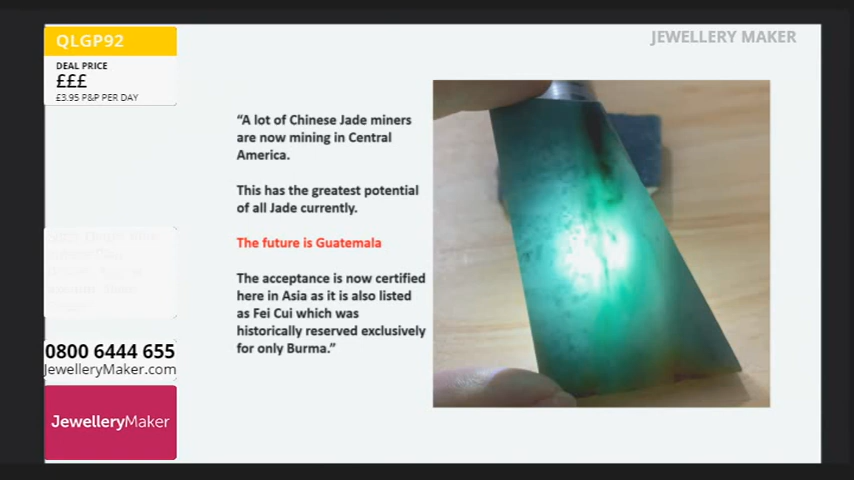 QLGP92
DEAL PRICE
£££
£3.95 P&P PER DAY
JEWELLERY MAKER
“A lot of Chinese Jade miners
are now mining in Central
America.
This has the greatest potential
of all Jade currently.
The future is Guatemala
The acceptance is now certified
here in Asia as it is also listed
as Fei Cui which was
historically reserved exclusively
for only Burma.”
0800 6444 655
JewelleryMaker.com
JewelleryMaker